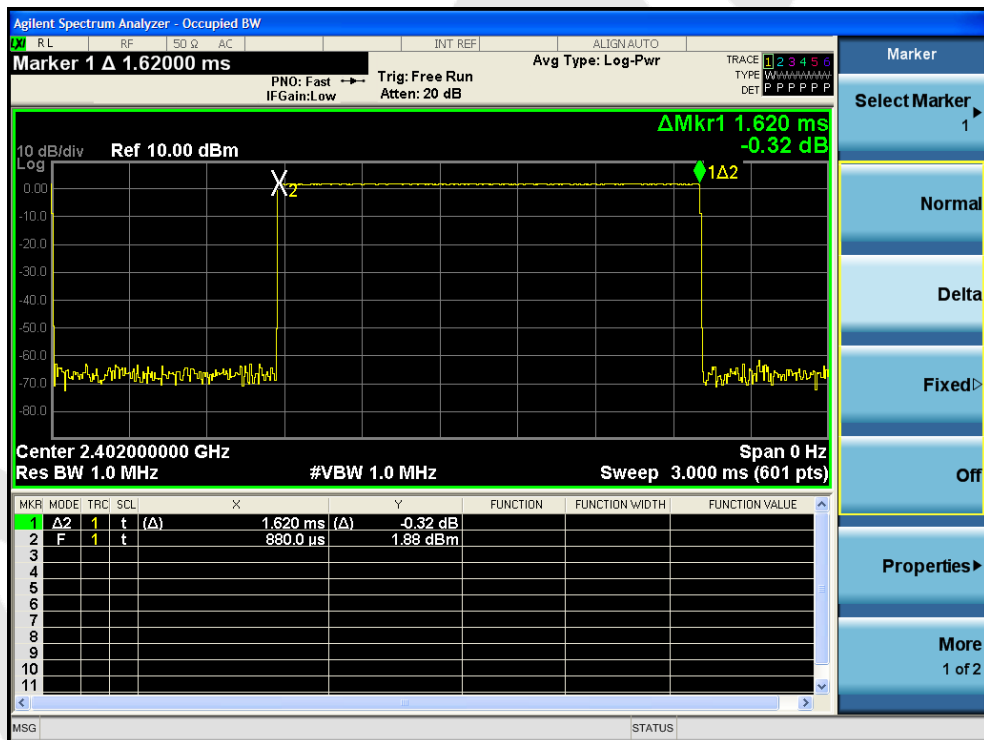 Agilent Spectrum Analyzer - Occupied BW
LXI RL RF 50 Ω AC INT REF ALIGNAUTO
Marker 1 Δ 1.62000 ms
PNO: Fast
IFGain:Low
Trig: Free Run
Atten: 20 dB
Avg Type: Log-Pwr
TRACE 1 2 3 4 5 6
TYPE W
DET P P P P P P
ΔMkr1 1.620 ms
-0.32 dB
10 dB/div Ref 10.00 dBm
Log
0.00
-10.0
-20.0
-30.0
-40.0
-50.0
-60.0
-70.0
-80.0
2
1Δ2
Center 2.402000000 GHz Span 0 Hz
Res BW 1.0 MHz #VBW 1.0 MHz Sweep 3.000 ms (601 pts)
MKR MODE TRC SCL X Y FUNCTION FUNCTION WIDTH FUNCTION VALUE
1 Δ2 1 t (Δ) 1.620 ms (Δ) -0.32 dB
2 F 1 t 880.0 µs 1.88 dBm
3
4
5
6
7
8
9
10
11
MSG STATUS
Marker
Select Marker
1
Normal
Delta
Fixed
Off
Properties
More
1 of 2